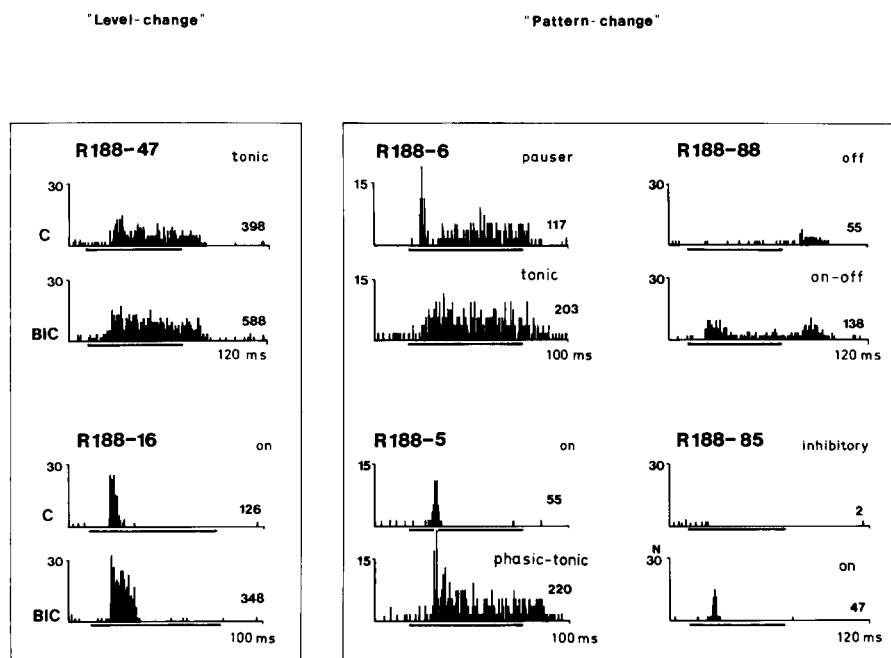 "Level-change"
"Pattern-change"
R188-47 tonic
30
C
398
30
BIC
588
120 ms
R188-16 on
30
C
126
30
BIC
348
100 ms
R188-6 pauser
15
117
tonic
15
203
100 ms
R188-5 on
15
55
phasic-tonic
15
220
100 ms
R188-88 off
30
55
on-off
30
138
120 ms
R188-85 inhibitory
30
2
N
30
on
47
120 ms